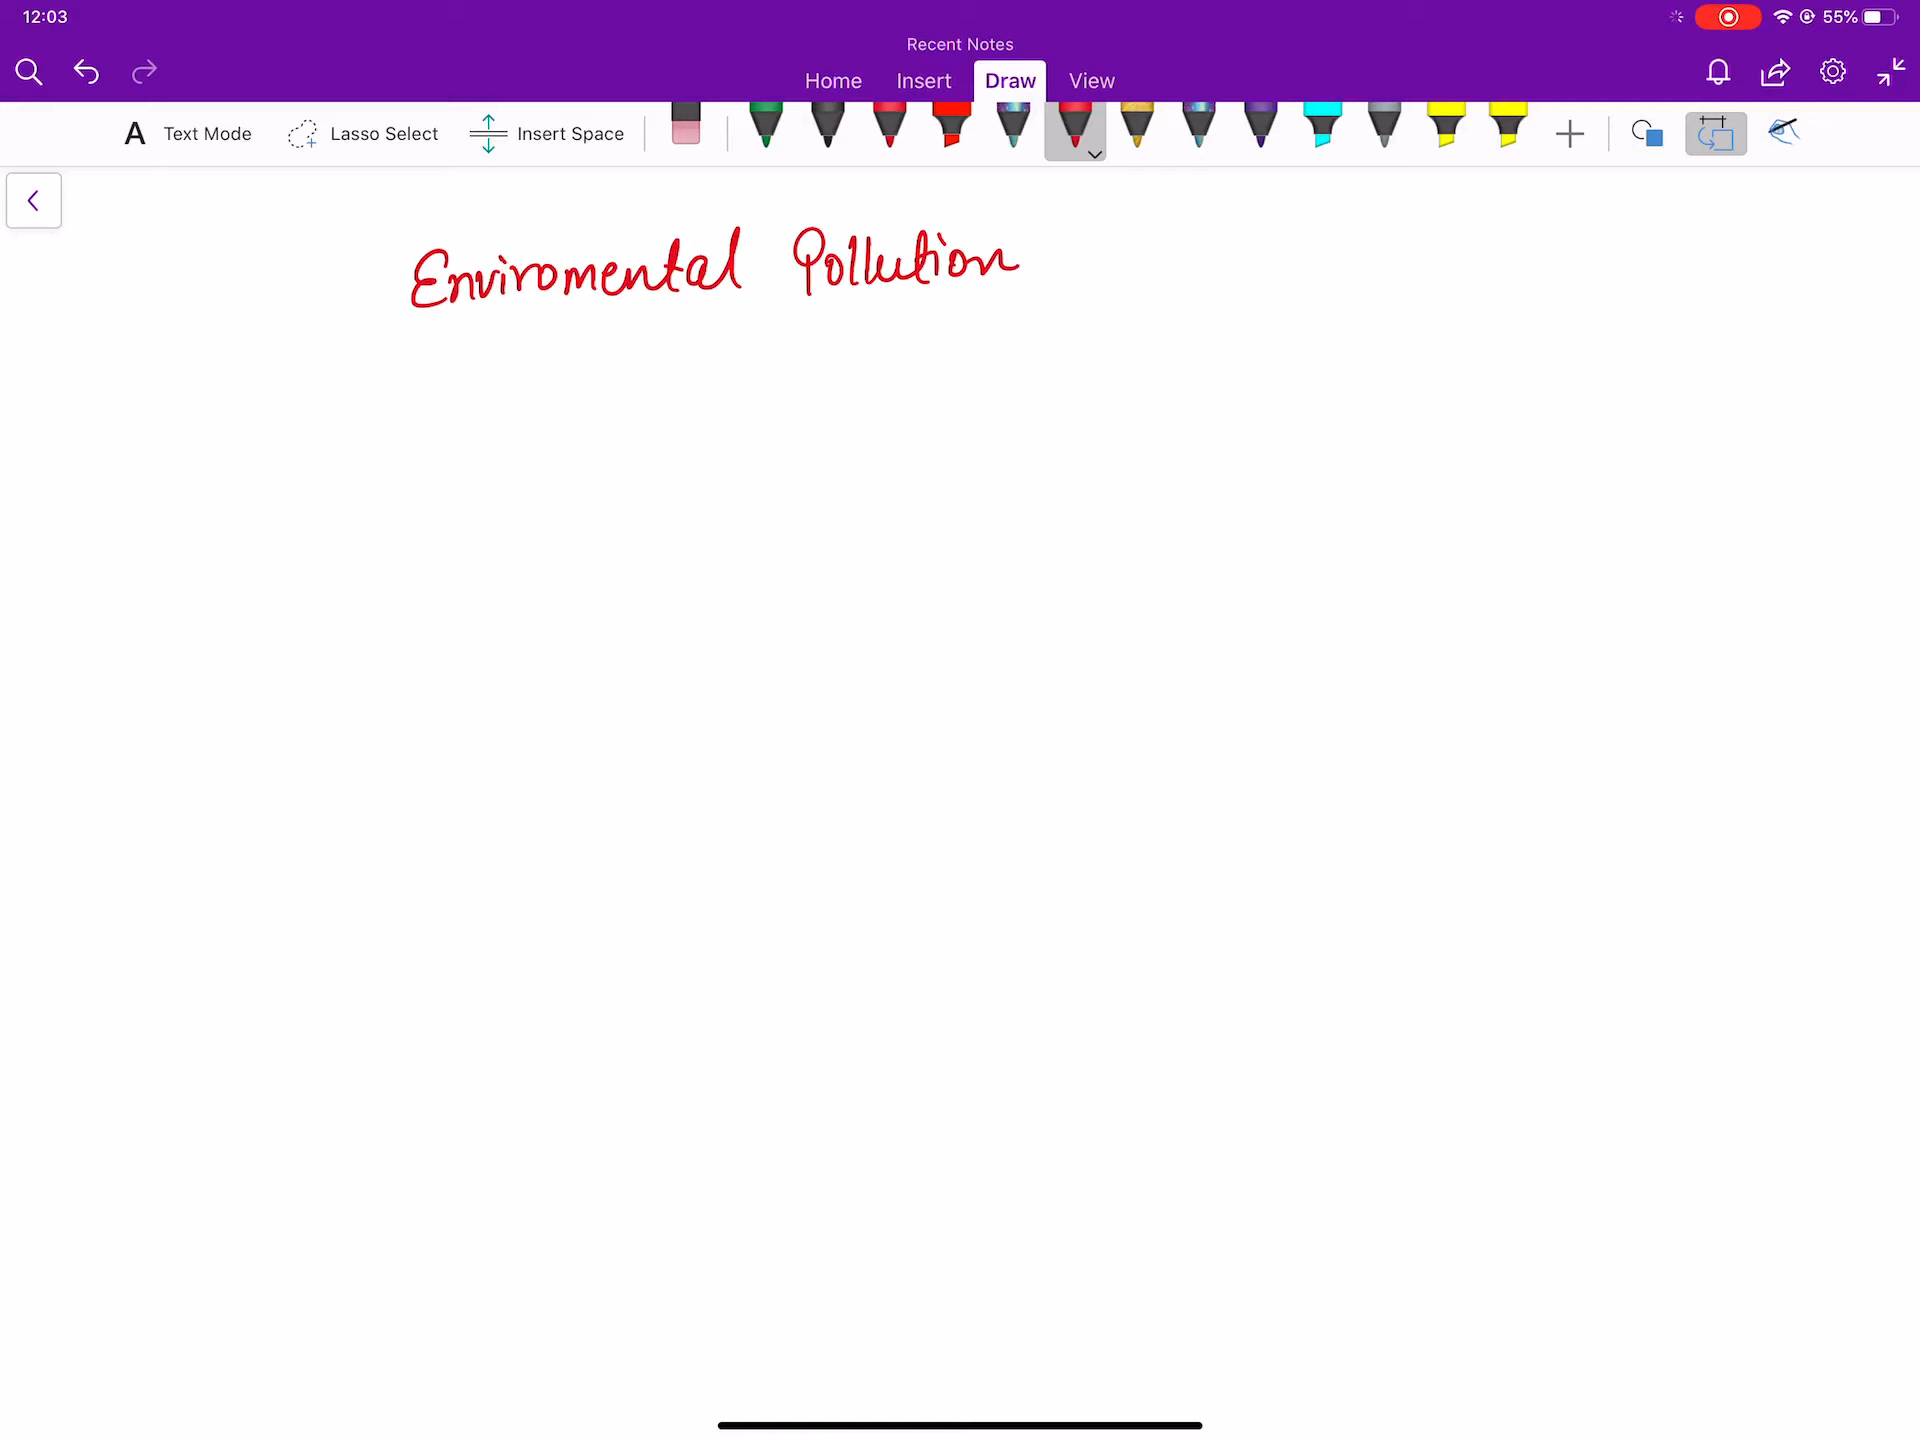 12:03
55%
Recent Notes
Home Insert Draw View
A Text Mode Lasso Select Insert Space
Enviromental Pollution